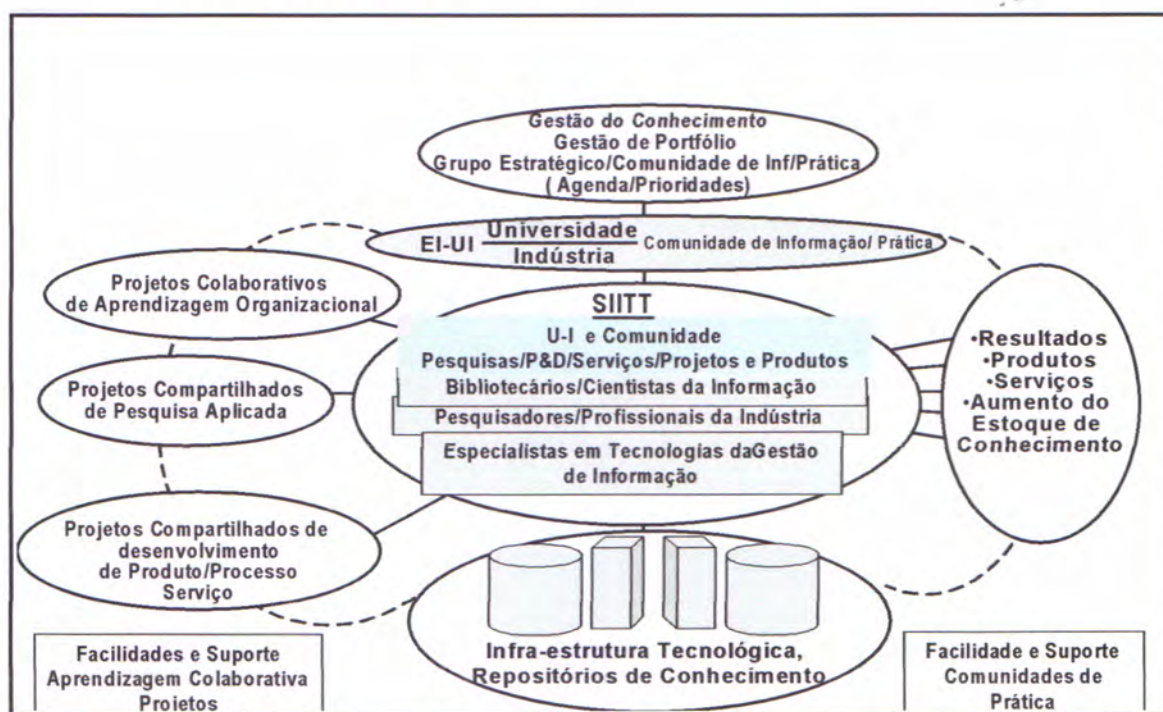 Gestão do Conhecimento
Gestão de Portfólio
Grupo Estratégico/Comunidade de Inf/Prática
( Agenda/Prioridades)
EI-UI Universidade Comunidade de Informação/ Prática
Indústria
Projetos Colaborativos
de Aprendizagem Organizacional
Projetos Compartilhados
de Pesquisa Aplicada
Projetos Compartilhados de
desenvolvimento
de Produto/Processo
Serviço
SIITT
U-I e Comunidade
Pesquisas/P&D/Serviços/Projetos e Produtos
Bibliotecários/Cientistas da Informação
Pesquisadores/Profissionais da Indústria
Especialistas em Tecnologias daGestão
de Informação
•Resultados
•Produtos
•Serviços
•Aumento do
Estoque de
Conhecimento
Infra-estrutura Tecnológica,
Repositórios de Conhecimento
Facilidades e Suporte
Aprendizagem Colaborativa
Projetos
Facilidade e Suporte
Comunidades de
Prática